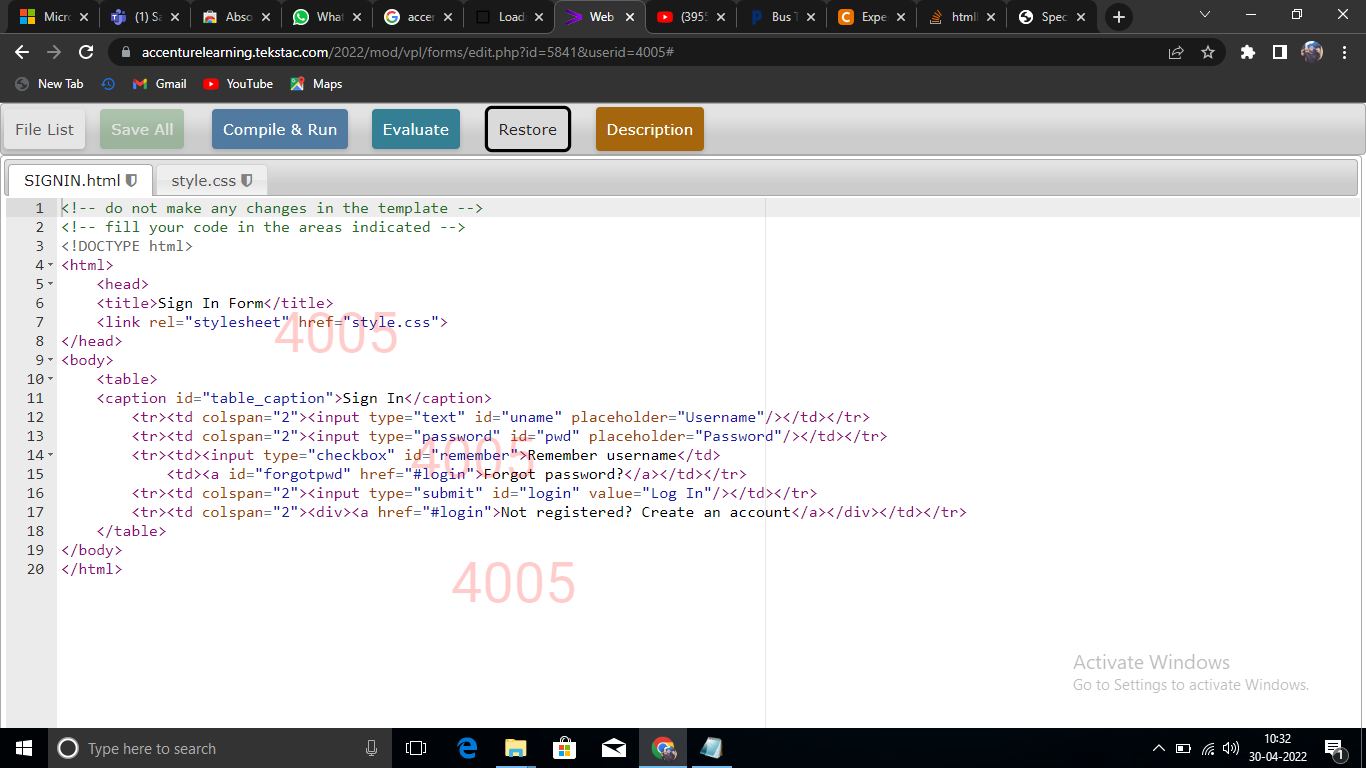 Micr
(1) Sa
Abso
What
accer
Load
Web
(395
Bus T
Expe
html
Spec
accenturelearning.tekstac.com/2022/mod/vpl/forms/edit.php?id=5841&userid=4005#
New Tab
Gmail
YouTube
Maps
File List
Save All
Compile & Run
Evaluate
Restore
Description
SIGNIN.html
style.css
1 <!-- do not make any changes in the template -->
2 <!-- fill your code in the areas indicated -->
3 <!DOCTYPE html>
4 <html>
5 <head>
6 <title>Sign In Form</title>
7 <link rel="stylesheet" href="style.css">
8 </head>
9 <body>
10 <table>
11 <caption id="table_caption">Sign In</caption>
12 <tr><td colspan="2"><input type="text" id="uname" placeholder="Username"/></td></tr>
13 <tr><td colspan="2"><input type="password" id="pwd" placeholder="Password"/></td></tr>
14 <tr><td><input type="checkbox" id="remember">Remember username</td>
15 <td><a id="forgotpwd" href="#login">Forgot password?</a></td></tr>
16 <tr><td colspan="2"><input type="submit" id="login" value="Log In"/></td></tr>
17 <tr><td colspan="2"><div><a href="#login">Not registered? Create an account</a></div></td></tr>
18 </table>
19 </body>
20 </html>
4005
4005
4005
Activate Windows
Go to Settings to activate Windows.
Type here to search
10:32
30-04-2022
1